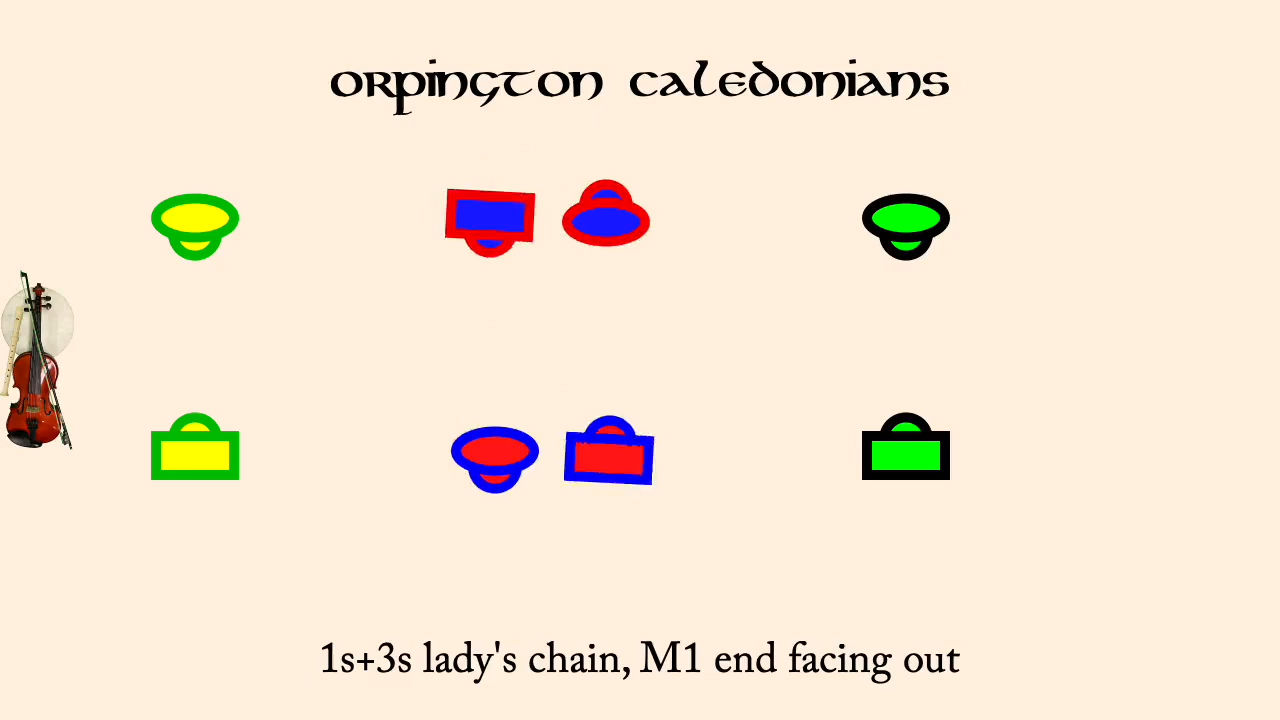 Orpington Caledonians
1s+3s lady's chain, M1 end facing out